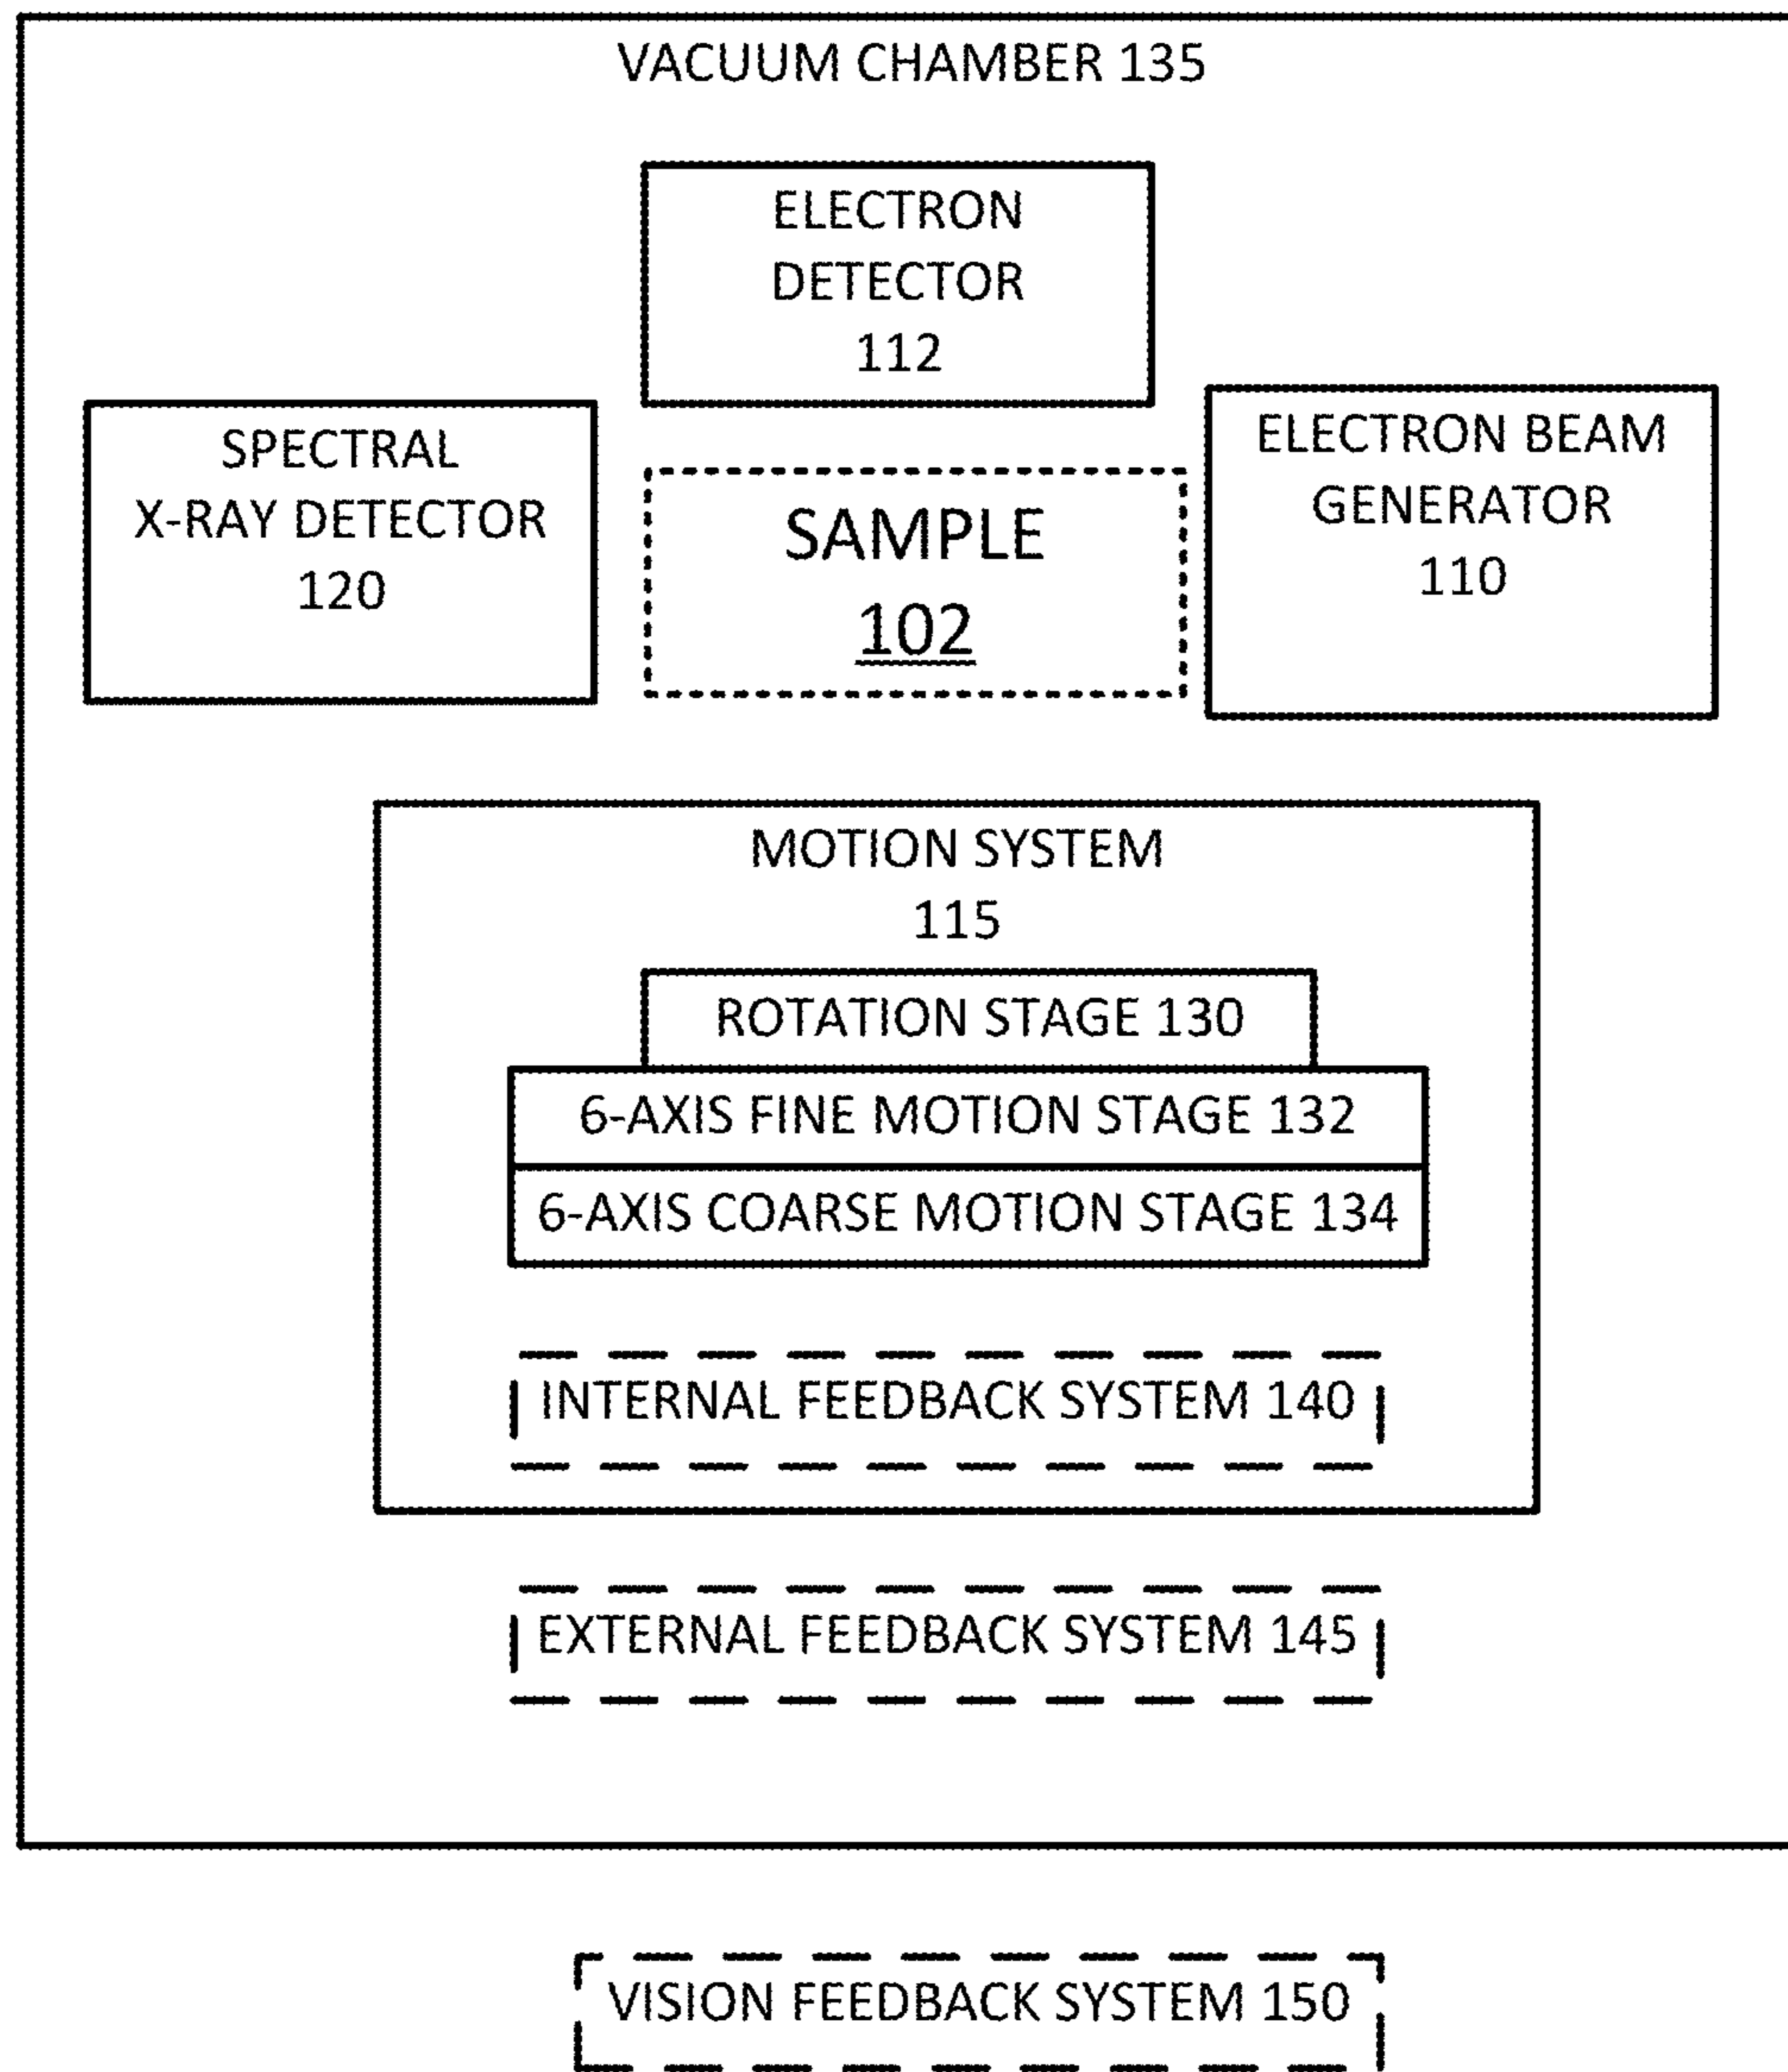 VACUUM CHAMBER 135
ELECTRON
DETECTOR
112
SPECTRAL
X-RAY DETECTOR
120
SAMPLE
102
ELECTRON BEAM
GENERATOR
110
MOTION SYSTEM
115
ROTATION STAGE 130
6-AXIS FINE MOTION STAGE 132
6-AXIS COARSE MOTION STAGE 134
INTERNAL FEEDBACK SYSTEM 140
EXTERNAL FEEDBACK SYSTEM 145
VISION FEEDBACK SYSTEM 150